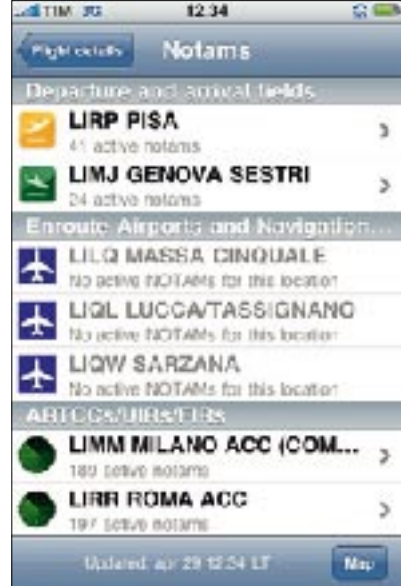 TIM 3G 12.34
Flight details Notams
Departure and arrival fields
LIRP PISA
41 active notams
LIMJ GENOVA SESTRI
24 active notams
Enroute Airports and Navigation...
LILQ MASSA CINQUALE
No active NOTAMs for this location
LIQL LUCCA/TASSIGNANO
No active NOTAMs for this location
LIQW SARZANA
No active NOTAMs for this location
ARTCCs/UIRs/FIRs
LIMM MILANO ACC (COM...
189 active notams
LIRR ROMA ACC
197 active notams
Updated: apr 29 12.34 LT Map